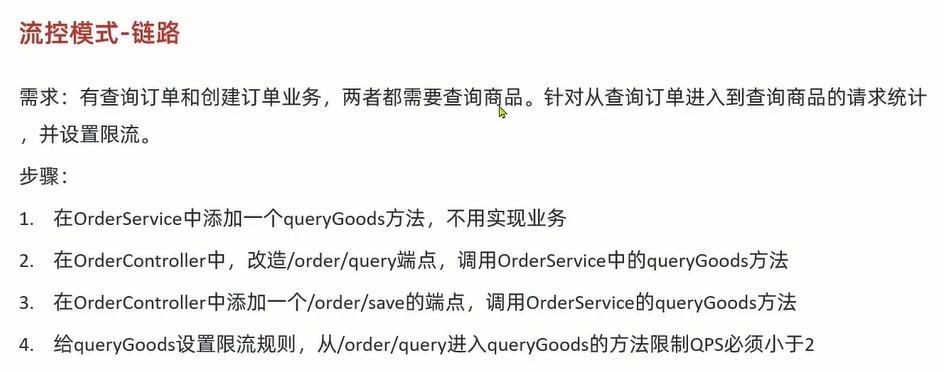 流控模式-链路
需求：有查询订单和创建订单业务，两者都需要查询商品。针对从查询订单进入到查询商品的请求统计
，并设置限流。
步骤：
1. 在OrderService中添加一个queryGoods方法，不用实现业务
2. 在OrderController中，改造/order/query端点，调用OrderService中的queryGoods方法
3. 在OrderController中添加一个/order/save的端点，调用OrderService的queryGoods方法
4. 给queryGoods设置限流规则，从/order/query进入queryGoods的方法限制QPS必须小于2